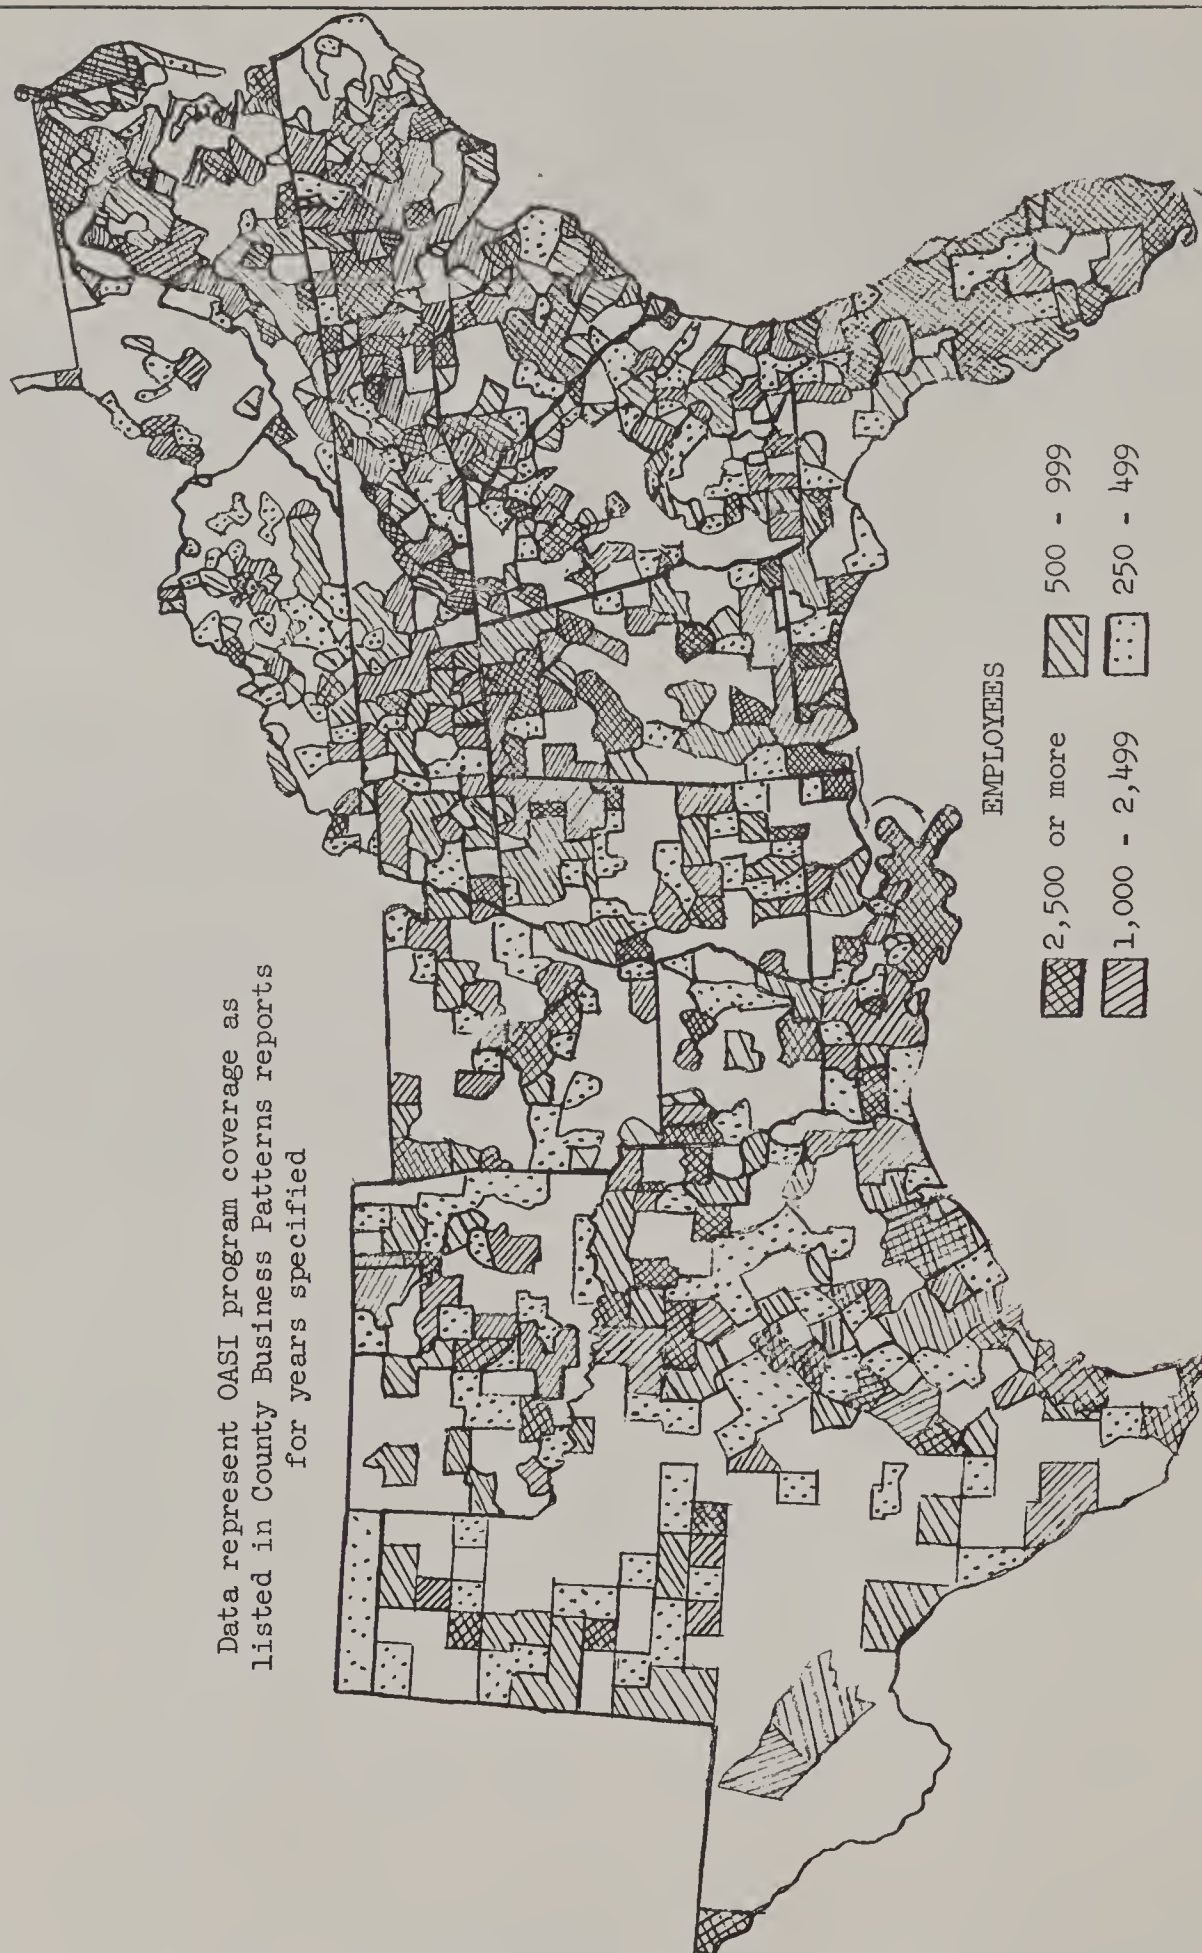 Data represent OASI program coverage as
listed in County Business Patterns reports
for years specified
EMPLOYEES
2,500 or more
500 - 999
1,000 - 2,499
250 - 499